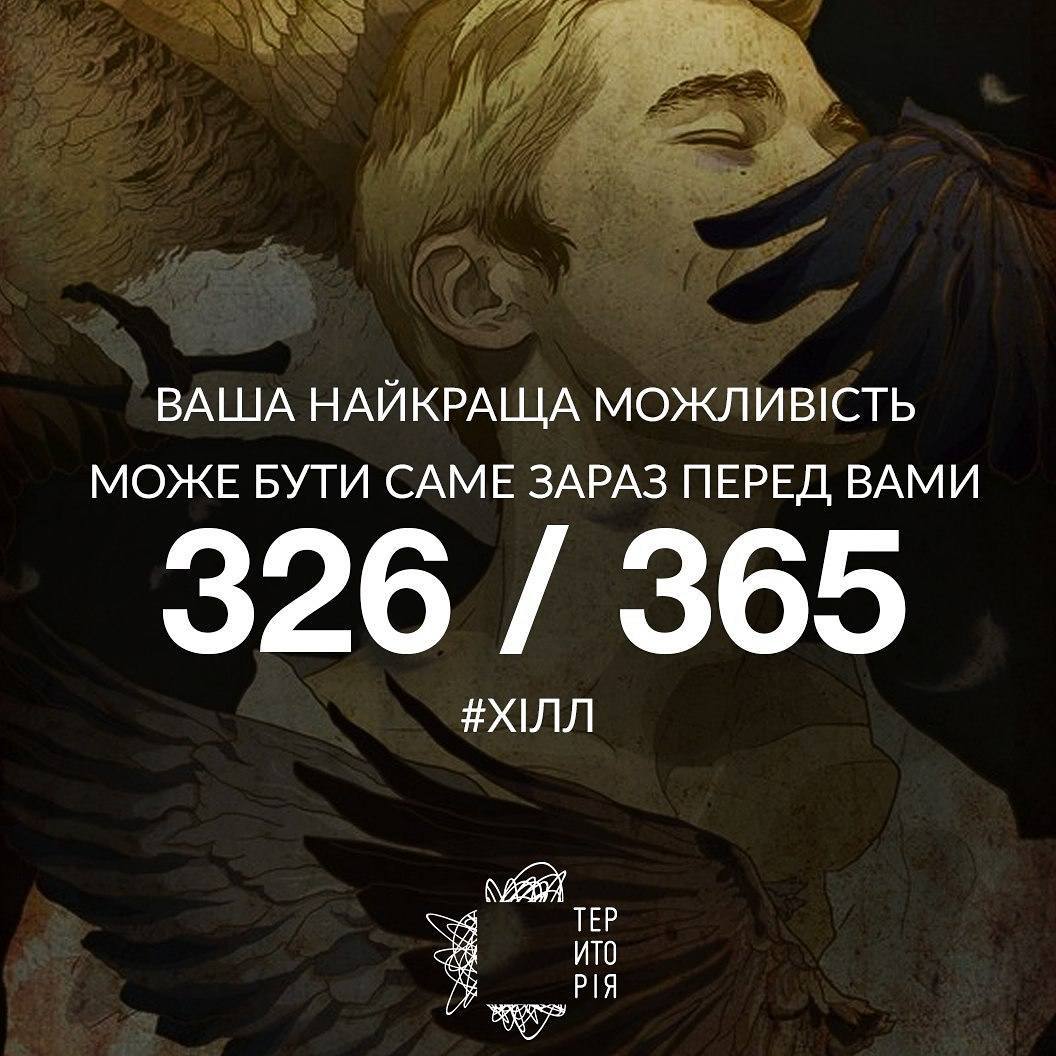 ВАША НАЙКРАЩА МОЖЛИВІСТЬ
МОЖЕ БУТИ САМЕ ЗАРАЗ ПЕРЕД ВАМИ
326 / 365
#ХІЛЛ
ТЕР
ИТО
РІЯ